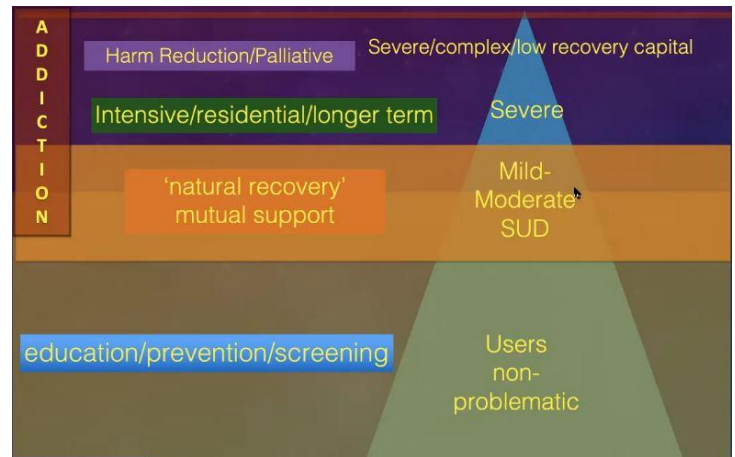 ADDICTION
Harm Reduction/Palliative
Severe/complex/low recovery capital
Intensive/residential/longer term
Severe
'natural recovery'
mutual support
Mild-
Moderate
SUD
education/prevention/screening
Users
non-
problematic